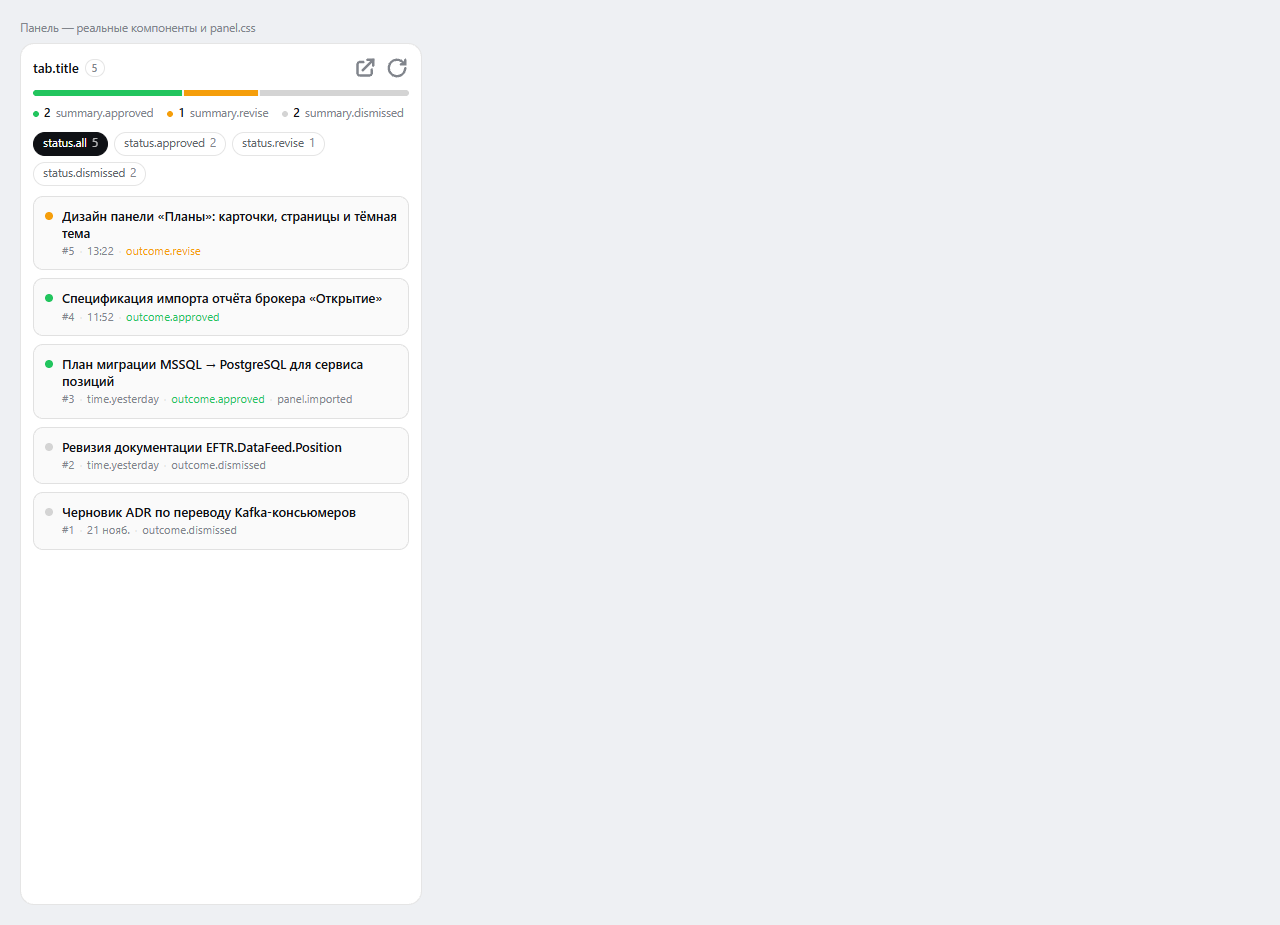 Панель — реальные компоненты и panel.css
tab.title 5
2 summary.approved 1 summary.revise 2 summary.dismissed
status.all 5 status.approved 2 status.revise 1
status.dismissed 2
Дизайн панели «Планы»: карточки, страницы и тёмная
тема
#5 · 13:22 · outcome.revise
Спецификация импорта отчёта брокера «Открытие»
#4 · 11:52 · outcome.approved
План миграции MSSQL → PostgreSQL для сервиса
позиций
#3 · time.yesterday · outcome.approved · panel.imported
Ревизия документации EFTR.DataFeed.Position
#2 · time.yesterday · outcome.dismissed
Черновик ADR по переводу Kafka-консьюмеров
#1 · 21 нояб. · outcome.dismissed